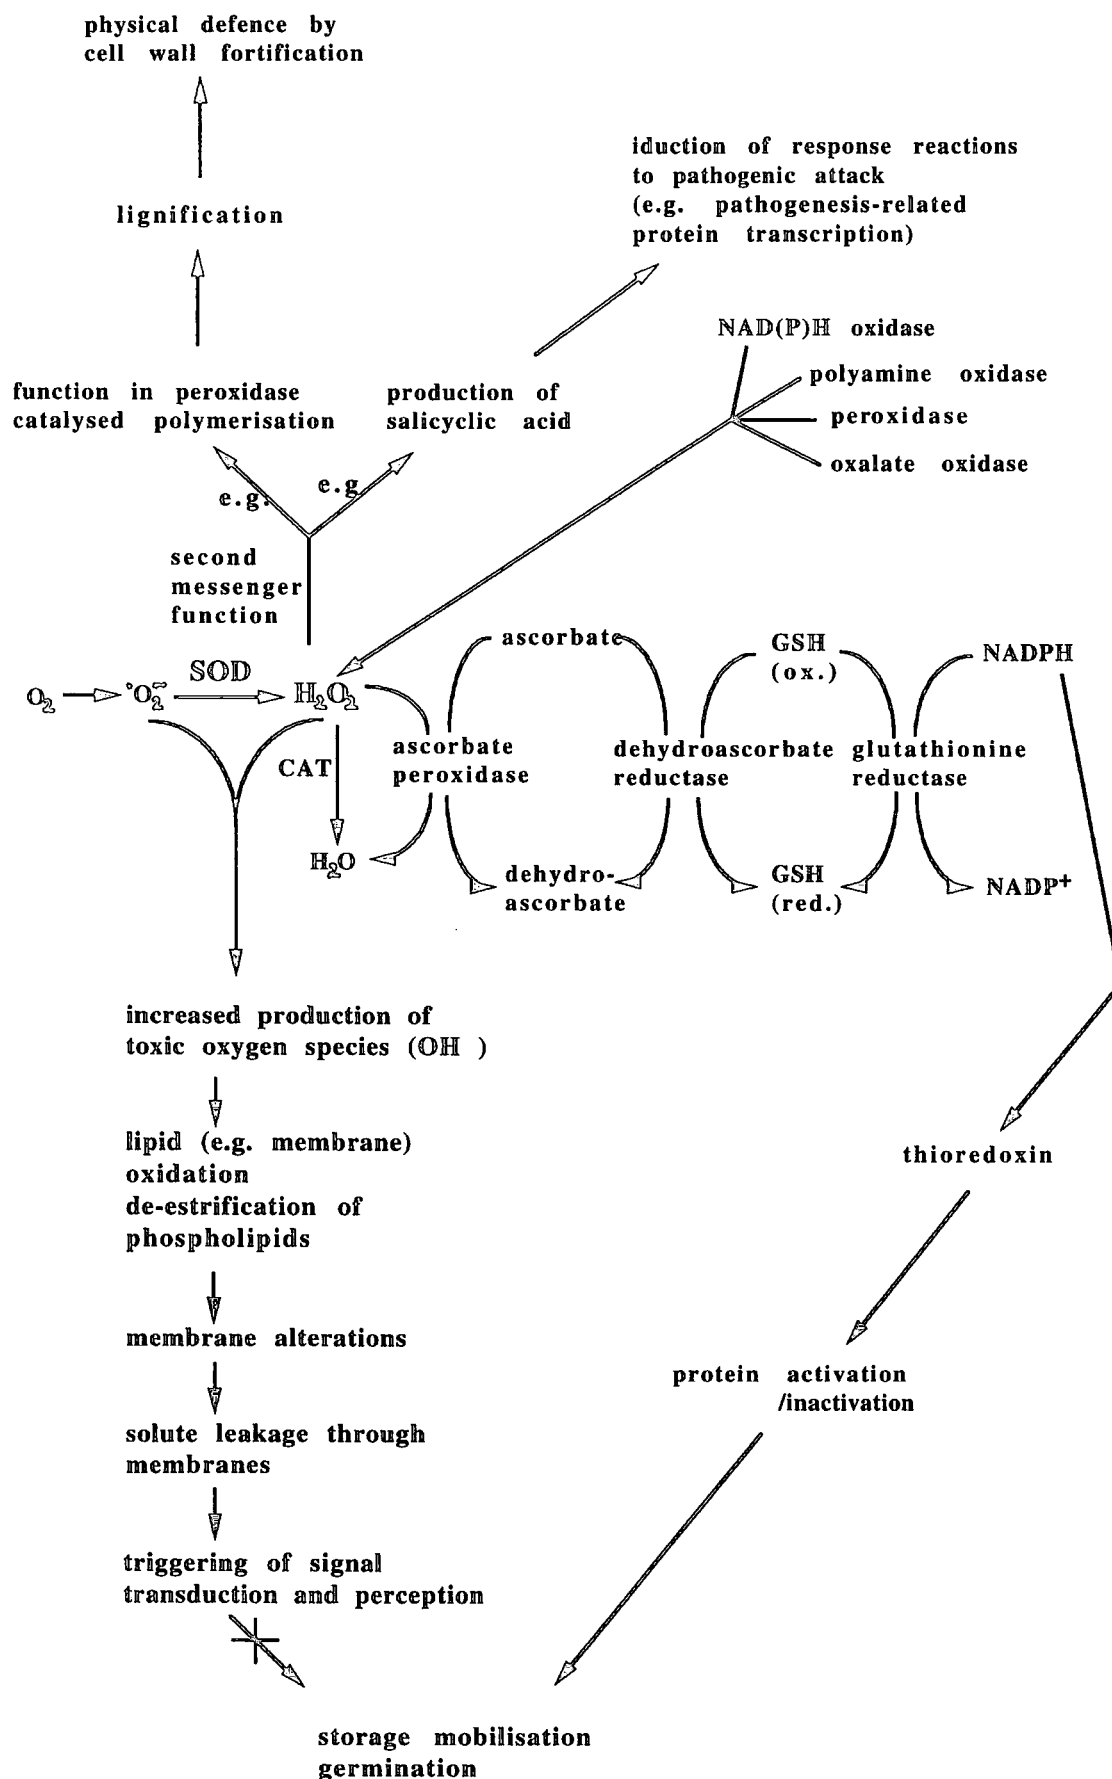 physical defence by
cell wall fortification
iduction of response reactions
to pathogenic attack
(e.g. pathogenesis-related
protein transcription)
lignification
NAD(P)H oxidase
polyamine oxidase
peroxidase
oxalate oxidase
function in peroxidase
catalysed polymerisation
production of
salicyclic acid
e.g.
e.g
second
messenger
function
ascorbate
GSH
(ox.)
NADPH
O₂
·O₂⁻
SOD
H₂O₂
CAT
ascorbate
peroxidase
dehydroascorbate
reductase
glutathionine
reductase
H₂O
dehydro-
ascorbate
GSH
(red.)
NADP⁺
increased production of
toxic oxygen species (OH )
lipid (e.g. membrane)
oxidation
de-estrification of
phospholipids
thioredoxin
membrane alterations
protein activation
/inactivation
solute leakage through
membranes
triggering of signal
transduction and perception
storage mobilisation
germination